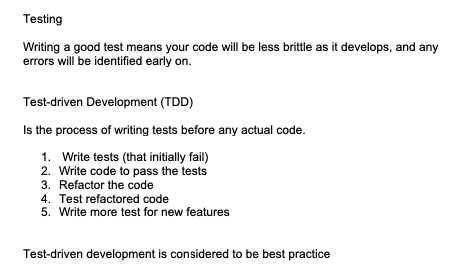 Testing
Writing a good test means your code will be less brittle as it develops, and any
errors will be identified early on.
Test-driven Development (TDD)
Is the process of writing tests before any actual code.
1. Write tests (that initially fail)
2. Write code to pass the tests
3. Refactor the code
4. Test refactored code
5. Write more test for new features
Test-driven development is considered to be best practice